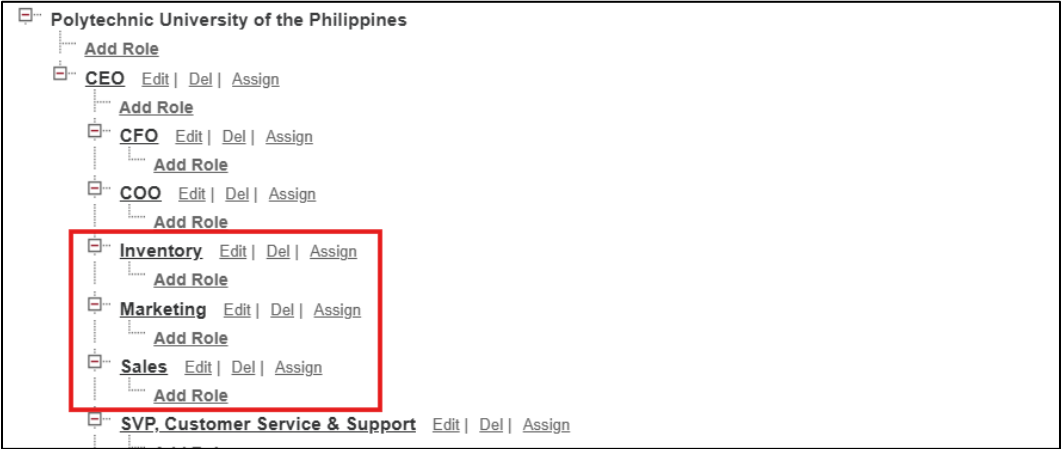 Polytechnic University of the Philippines
Add Role
CEO Edit | Del | Assign
Add Role
CFO Edit | Del | Assign
Add Role
COO Edit | Del | Assign
Add Role
Inventory Edit | Del | Assign
Add Role
Marketing Edit | Del | Assign
Add Role
Sales Edit | Del | Assign
Add Role
SVP, Customer Service & Support Edit | Del | Assign